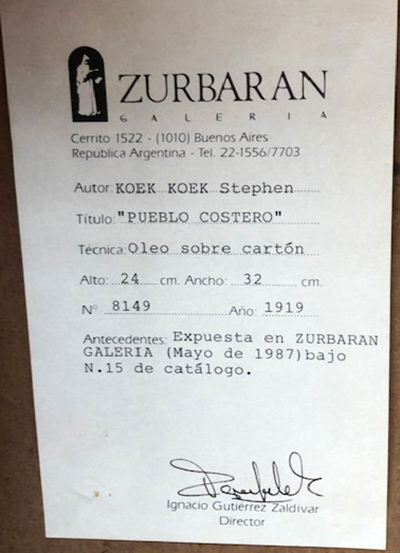 ZURBARAN
GALERIA
Cerrito 1522 - (1010) Buenos Aires
Republica Argentina - Tel. 22-1556/7703
Autor: KOEK KOEK Stephen
Título: "PUEBLO COSTERO"
Técnica: Oleo sobre cartón
Alto: 24 cm. Ancho: 32 cm.
Nº 8149 Año: 1919
Antecedentes: Expuesta en ZURBARAN
GALERIA (Mayo de 1987)bajo
N.15 de catálogo.
Ignacio Gutiérrez Zaldívar
Director